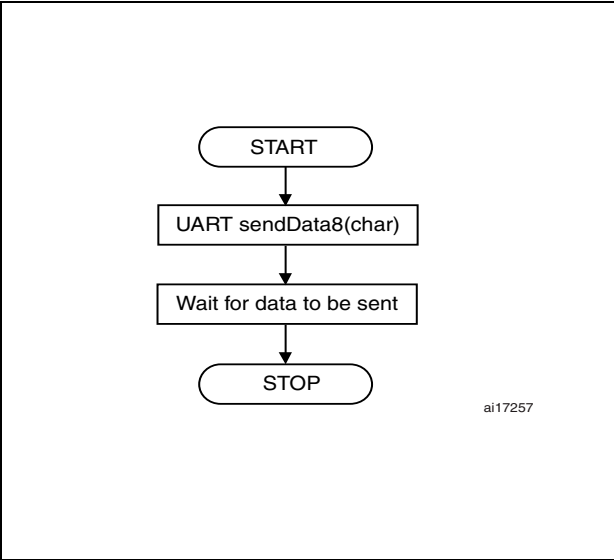 START
UART sendData8(char)
Wait for data to be sent
STOP
ai17257